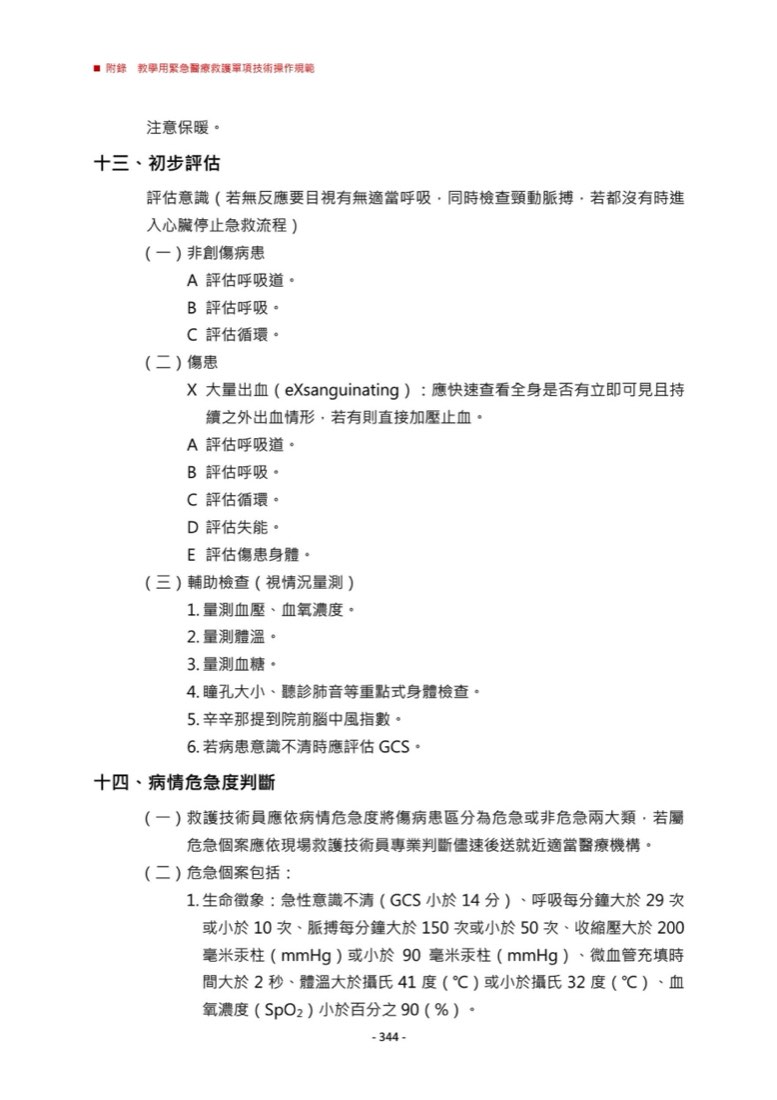 ■ 附錄　教學用緊急醫療救護單項技術操作規範
注意保暖。
十三、初步評估
評估意識（若無反應要目視有無適當呼吸，同時檢查頸動脈搏，若都沒有時進
入心臟停止急救流程）
（一）非創傷病患
A 評估呼吸道。
B 評估呼吸。
C 評估循環。
（二）傷患
X 大量出血（eXsanguinating）：應快速查看全身是否有立即可見且持
續之外出血情形，若有則直接加壓止血。
A 評估呼吸道。
B 評估呼吸。
C 評估循環。
D 評估失能。
E 評估傷患身體。
（三）輔助檢查（視情況量測）
1. 量測血壓、血氧濃度。
2. 量測體溫。
3. 量測血糖。
4. 瞳孔大小、聽診肺音等重點式身體檢查。
5. 辛辛那提到院前腦中風指數。
6. 若病患意識不清時應評估 GCS。
十四、病情危急度判斷
（一）救護技術員應依病情危急度將傷病患區分為危急或非危急兩大類，若屬
危急個案應依現場救護技術員專業判斷儘速後送就近適當醫療機構。
（二）危急個案包括：
1. 生命徵象：急性意識不清（GCS 小於 14 分）、呼吸每分鐘大於 29 次
或小於 10 次、脈搏每分鐘大於 150 次或小於 50 次、收縮壓大於 200
毫米汞柱（mmHg）或小於 90 毫米汞柱（mmHg）、微血管充填時
間大於 2 秒、體溫大於攝氏 41 度（℃）或小於攝氏 32 度（℃）、血
氧濃度（SpO₂）小於百分之 90（%）。
- 344 -